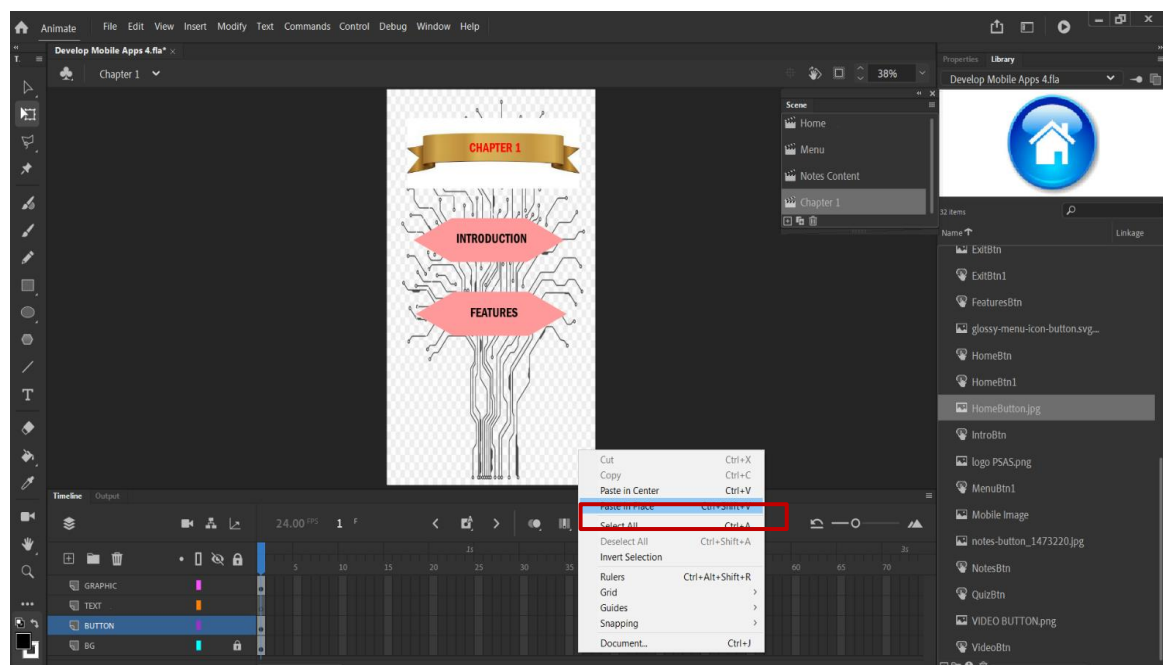 Animate File Edit View Insert Modify Text Commands Control Debug Window Help
Develop Mobile Apps 4.fla* ×
Chapter 1
38%
CHAPTER 1
INTRODUCTION
FEATURES
Scene
Home
Menu
Notes Content
Chapter 1
Properties Library
Develop Mobile Apps 4.fla
32 items
Name Linkage
ExitBtn
ExitBtn1
FeaturesBtn
glossy-menu-icon-button.svg...
HomeBtn
HomeBtn1
HomeButton.jpg
IntroBtn
logo PSAS.png
MenuBtn1
Mobile Image
notes-button_1473220.jpg
NotesBtn
QuizBtn
VIDEO BUTTON.png
VideoBtn
Cut Ctrl+X
Copy Ctrl+C
Paste in Center Ctrl+V
Paste in Place Ctrl+Shift+V
Select All Ctrl+A
Deselect All Ctrl+Shift+A
Invert Selection
Rulers Ctrl+Alt+Shift+R
Grid
Guides
Snapping
Document... Ctrl+J
Timeline Output
24.00 FPS 1 F
1s 3s
5 10 15 20 25 30 35 60 65 70
GRAPHIC
TEXT
BUTTON
BG